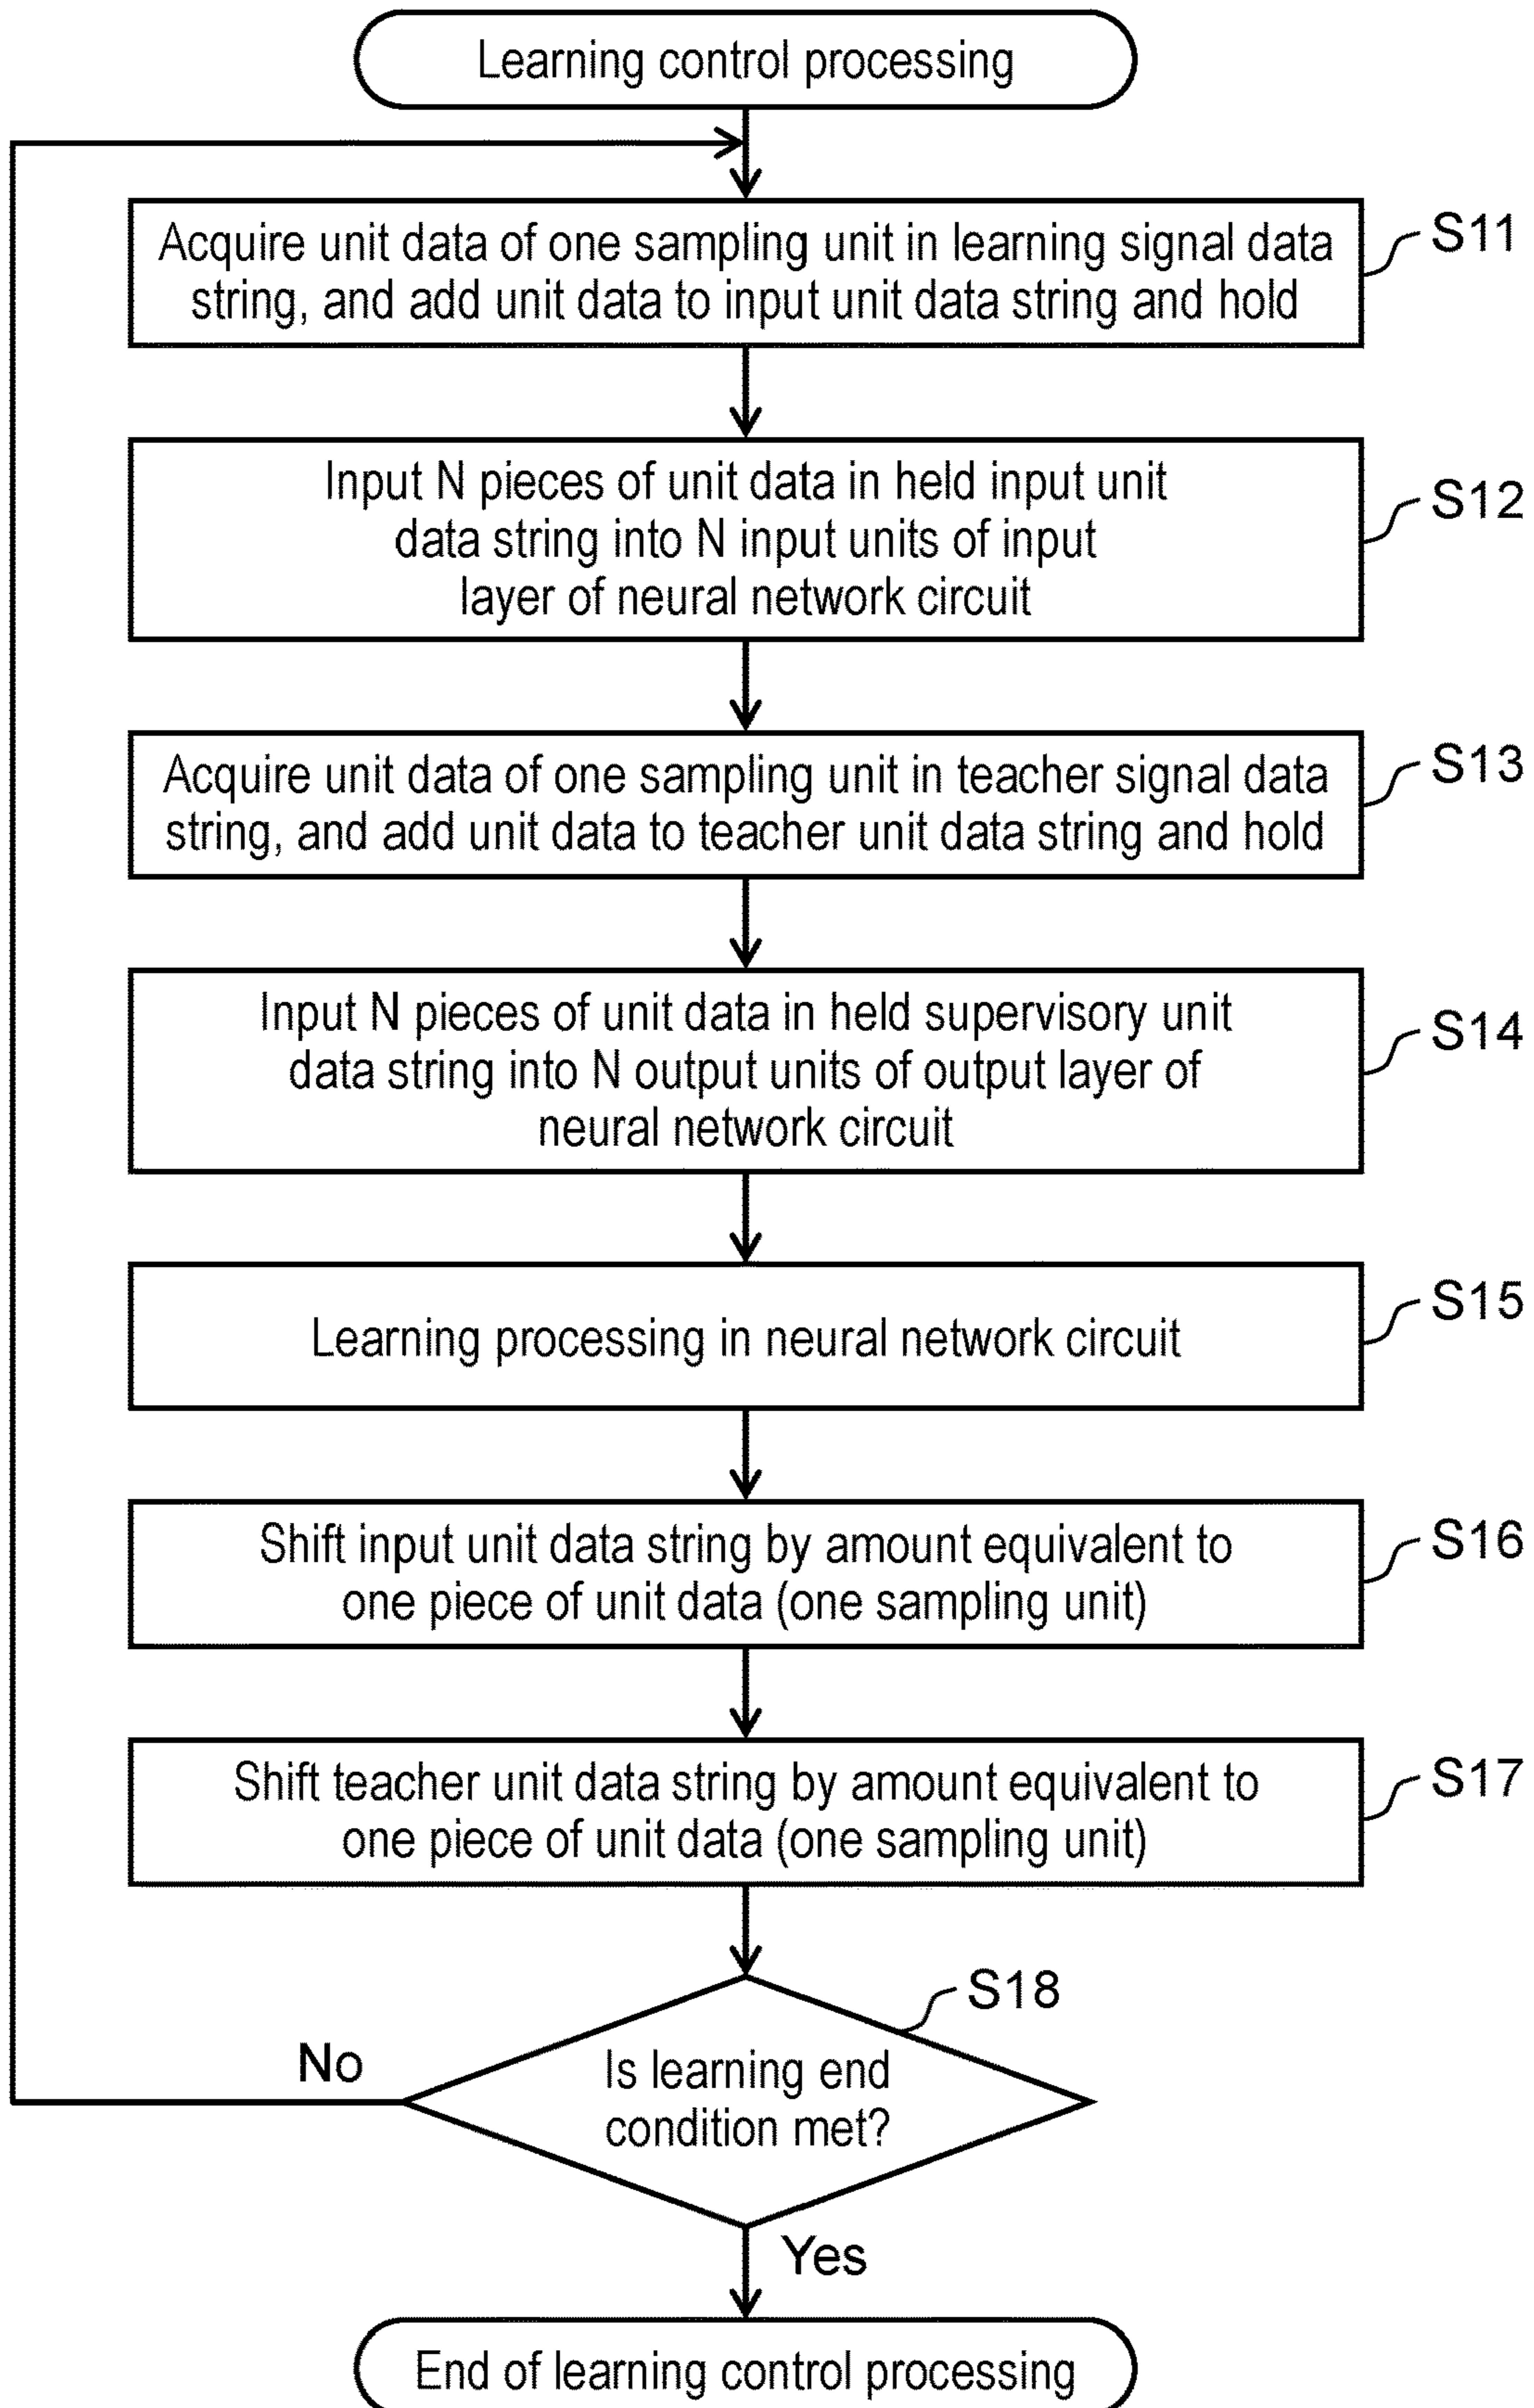 Learning control processing
Acquire unit data of one sampling unit in learning signal data
string, and add unit data to input unit data string and hold
S11
Input N pieces of unit data in held input unit
data string into N input units of input
layer of neural network circuit
S12
Acquire unit data of one sampling unit in teacher signal data
string, and add unit data to teacher unit data string and hold
S13
Input N pieces of unit data in held supervisory unit
data string into N output units of output layer of
neural network circuit
S14
Learning processing in neural network circuit
S15
Shift input unit data string by amount equivalent to
one piece of unit data (one sampling unit)
S16
Shift teacher unit data string by amount equivalent to
one piece of unit data (one sampling unit)
S17
S18
No
Is learning end
condition met?
Yes
End of learning control processing